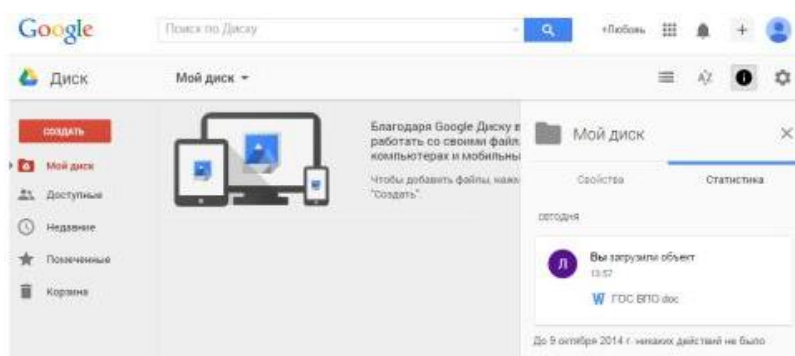 Google
Поиск по Диску
+Любовь
Диск
Мой диск
СОЗДАТЬ
Мой диск
Доступные
Недавние
Помеченные
Корзина
Благодаря Google Диску в
работать со своими файл
компьютерах и мобильны
Чтобы добавить файлы, нажм
"Создать".
Мой диск
Свойства
Статистика
СЕГОДНЯ
Л
Вы загрузили объект
13:57
W ГОС ВПО.doc
До 9 октября 2014 г. никаких действий не было